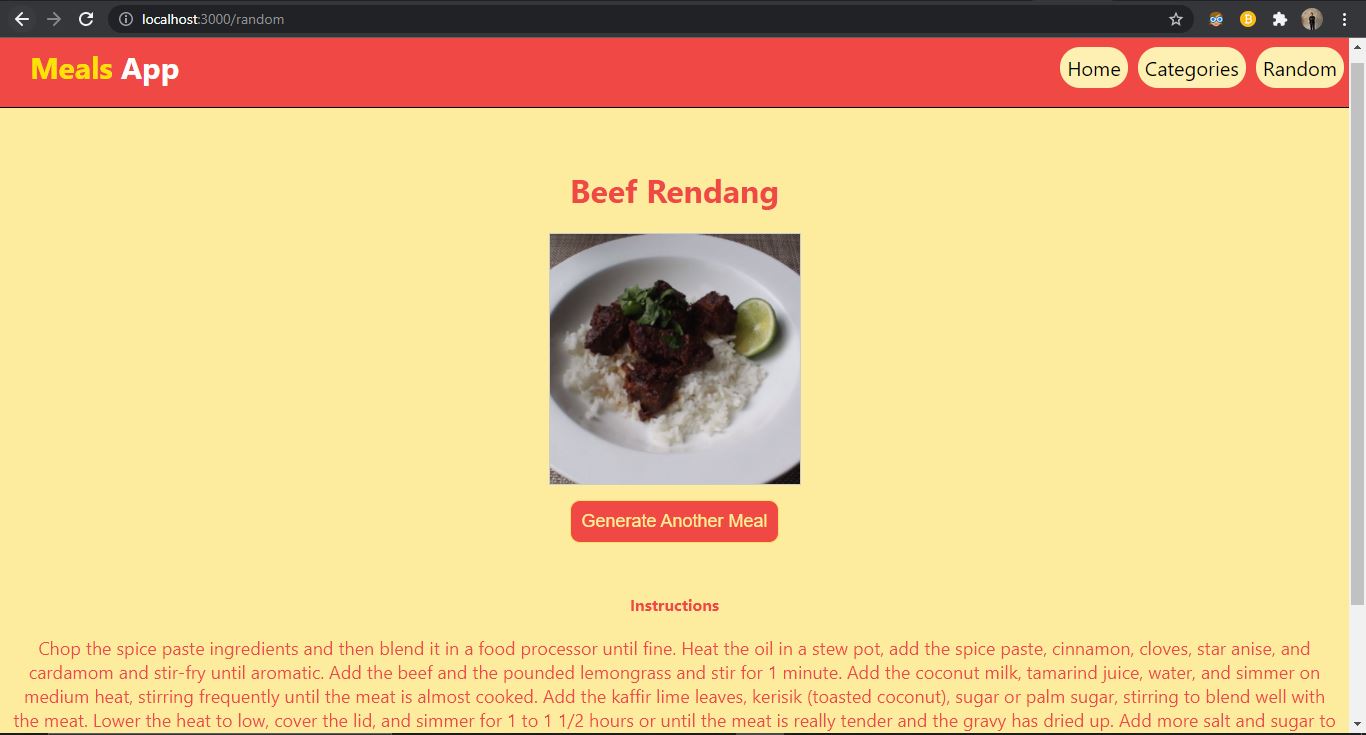 localhost:3000/random
Meals App
Home Categories Random
Beef Rendang
Generate Another Meal
Instructions
Chop the spice paste ingredients and then blend it in a food processor until fine. Heat the oil in a stew pot, add the spice paste, cinnamon, cloves, star anise, and
cardamom and stir-fry until aromatic. Add the beef and the pounded lemongrass and stir for 1 minute. Add the coconut milk, tamarind juice, water, and simmer on
medium heat, stirring frequently until the meat is almost cooked. Add the kaffir lime leaves, kerisik (toasted coconut), sugar or palm sugar, stirring to blend well with
the meat. Lower the heat to low, cover the lid, and simmer for 1 to 1 1/2 hours or until the meat is really tender and the gravy has dried up. Add more salt and sugar to